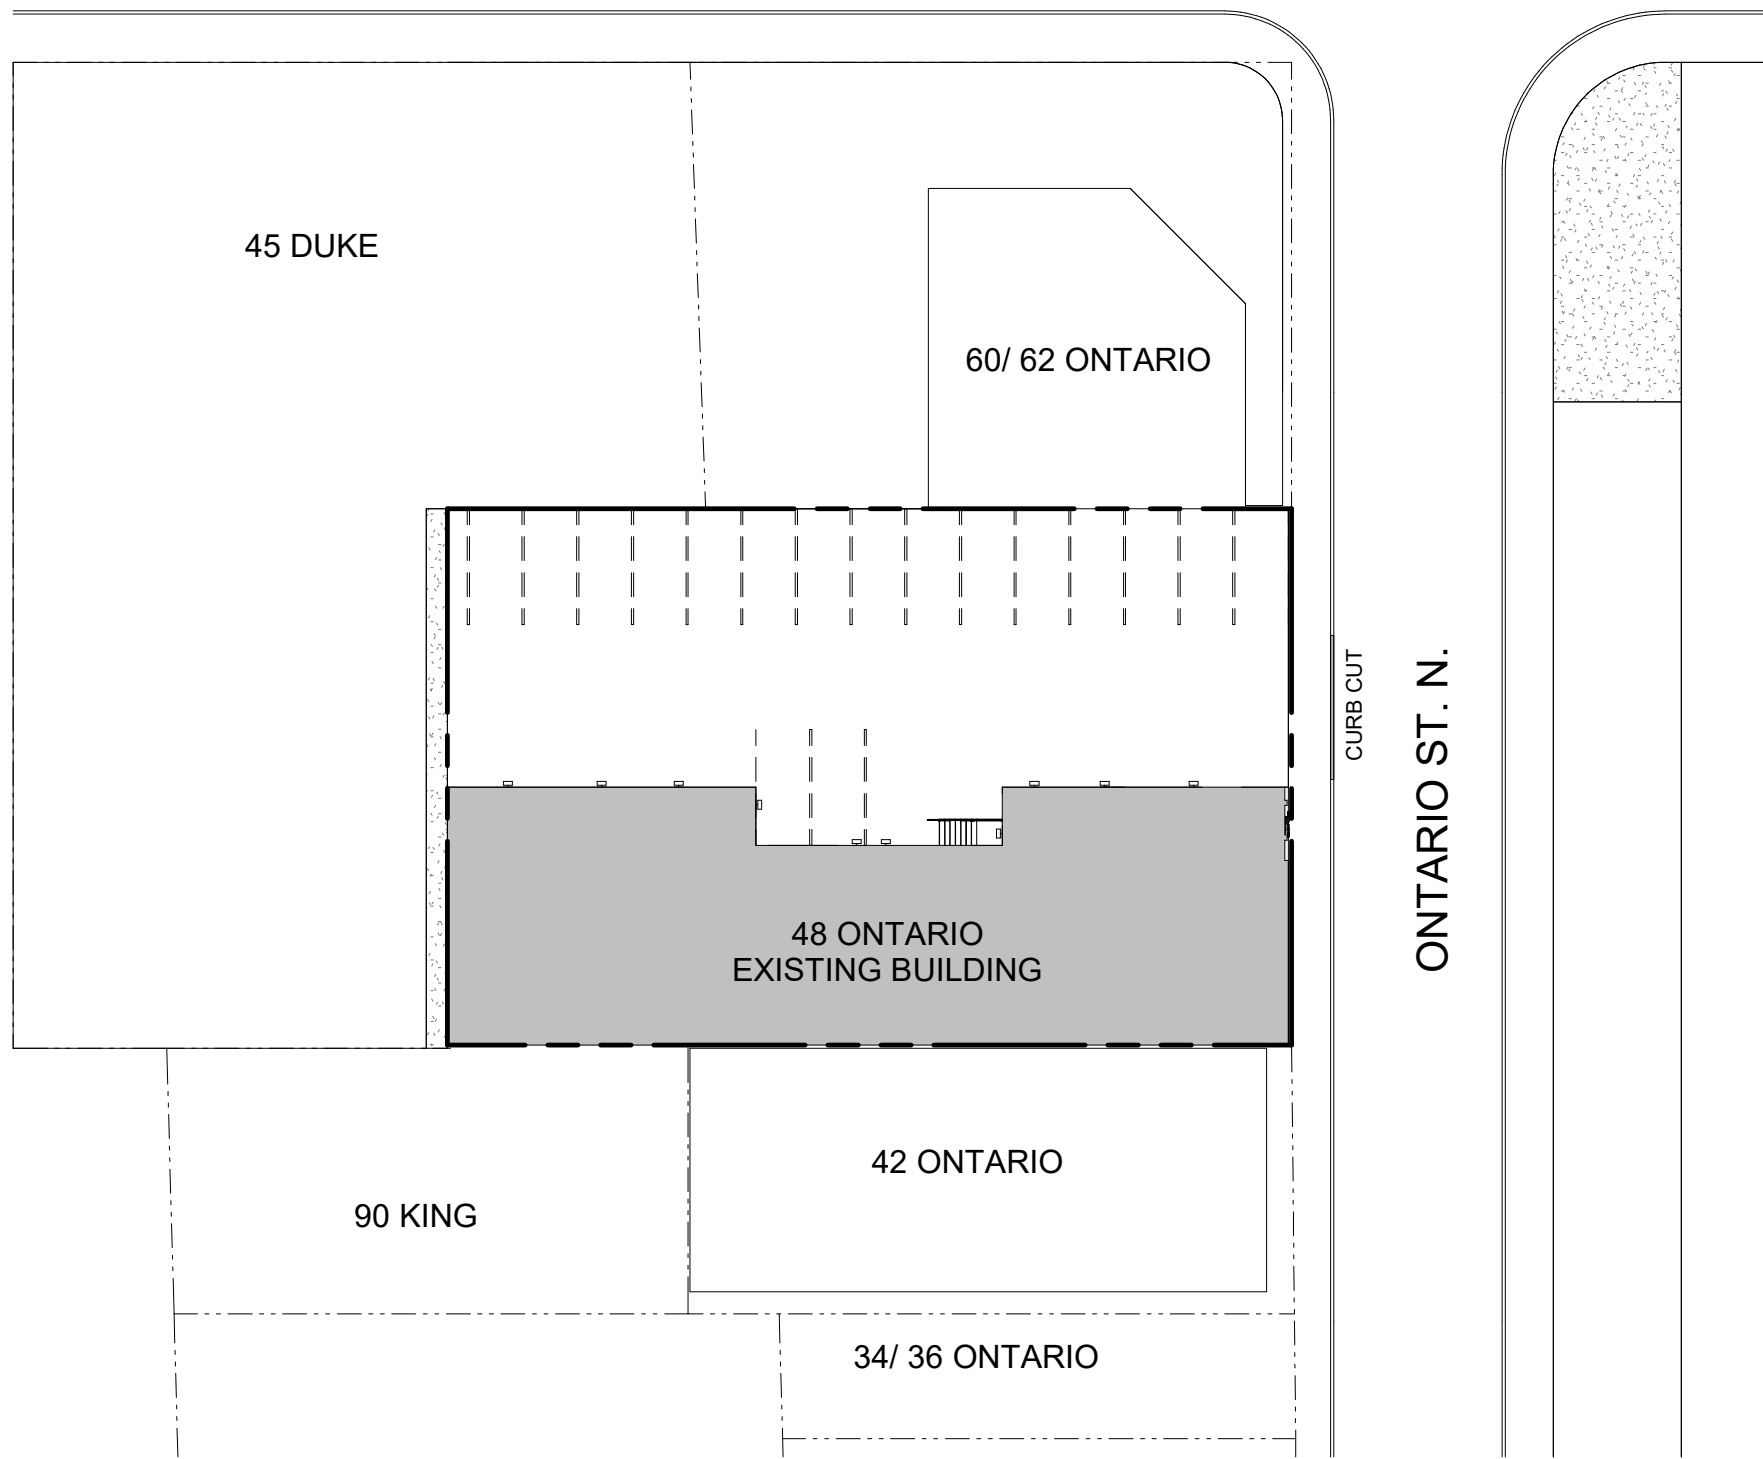 45 DUKE
60/ 62 ONTARIO
CURB CUT
ONTARIO ST. N.
48 ONTARIO
EXISTING BUILDING
42 ONTARIO
90 KING
34/ 36 ONTARIO